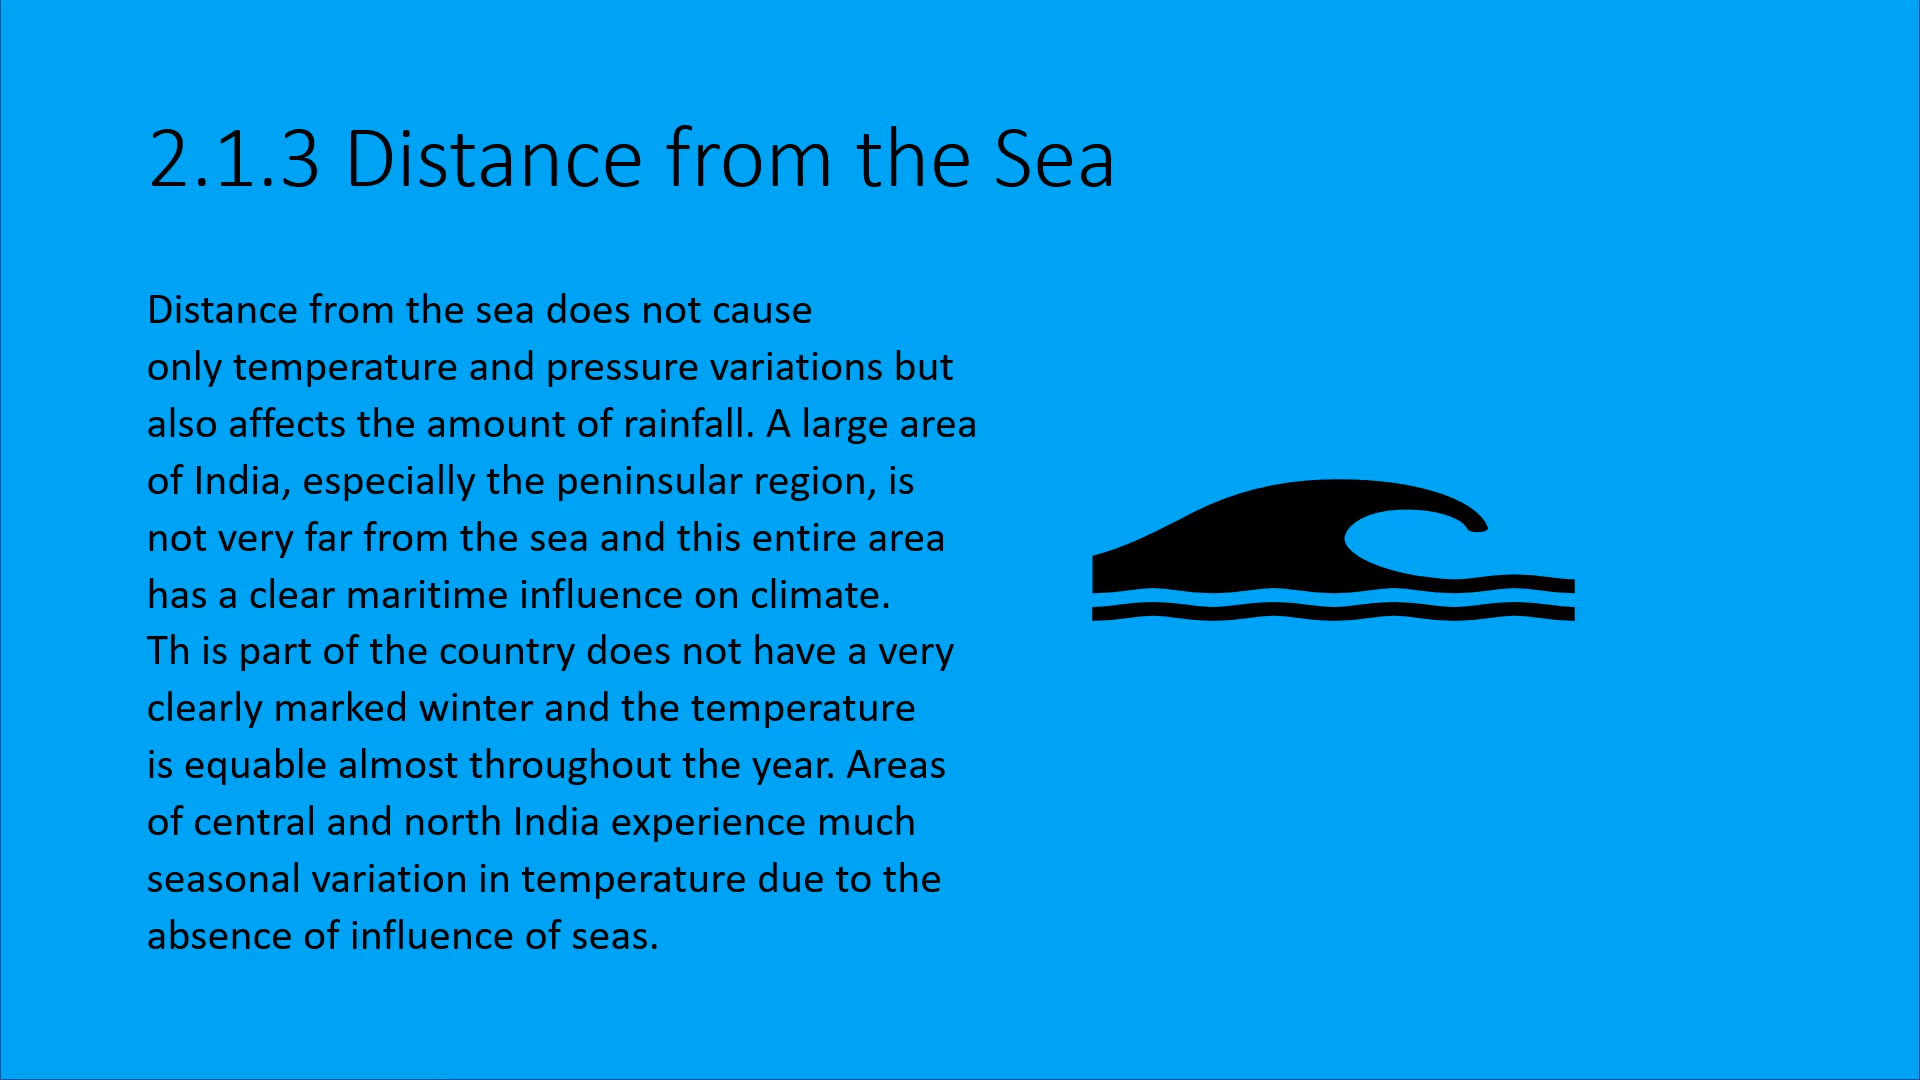 2.1.3 Distance from the Sea
Distance from the sea does not cause
only temperature and pressure variations but
also affects the amount of rainfall. A large area
of India, especially the peninsular region, is
not very far from the sea and this entire area
has a clear maritime influence on climate.
Th is part of the country does not have a very
clearly marked winter and the temperature
is equable almost throughout the year. Areas
of central and north India experience much
seasonal variation in temperature due to the
absence of influence of seas.